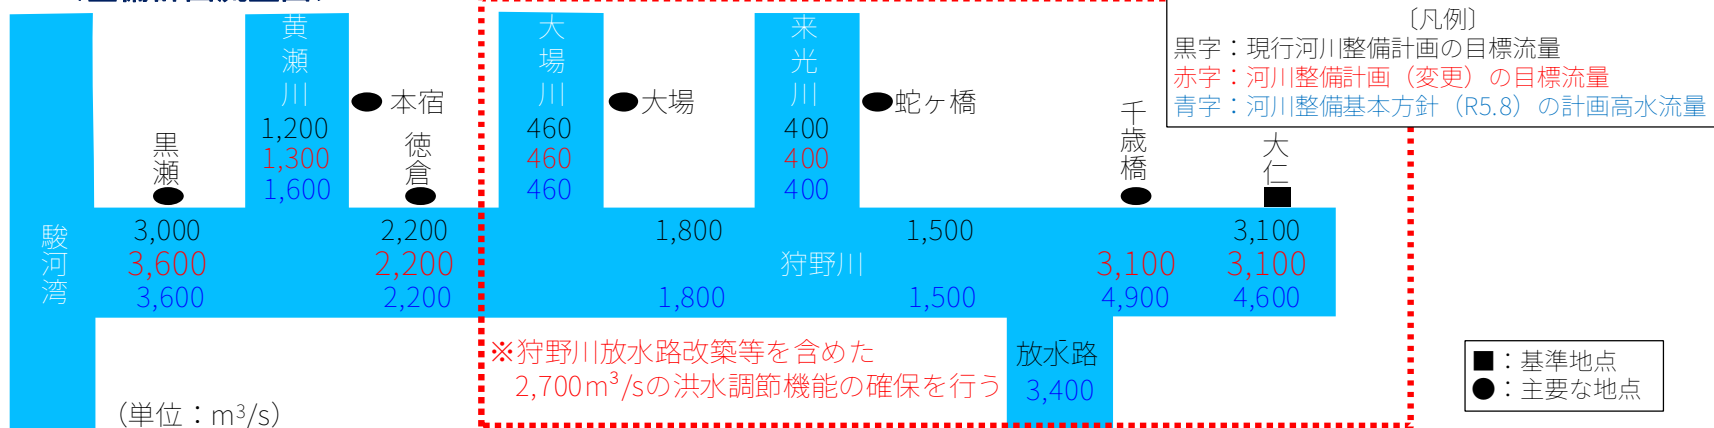 〔凡例〕
黒字：現行河川整備計画の目標流量
赤字：河川整備計画（変更）の目標流量
青字：河川整備基本方針（R5.8）の計画高水流量
黄瀬川
大場川
来光川
本宿
大場
蛇ヶ橋
千歳橋
大仁
黒瀬
徳倉
1,200
1,300
1,600
460
460
460
400
400
400
3,000 2,200 1,800 1,500 3,100
3,600 2,200 狩野川 3,100 3,100
3,600 2,200 1,800 1,500 4,900 4,600
駿河湾
※狩野川放水路改築等を含めた
2,700m³/sの洪水調節機能の確保を行う
放水路
3,400
（単位：m³/s）
■：基準地点
●：主要な地点